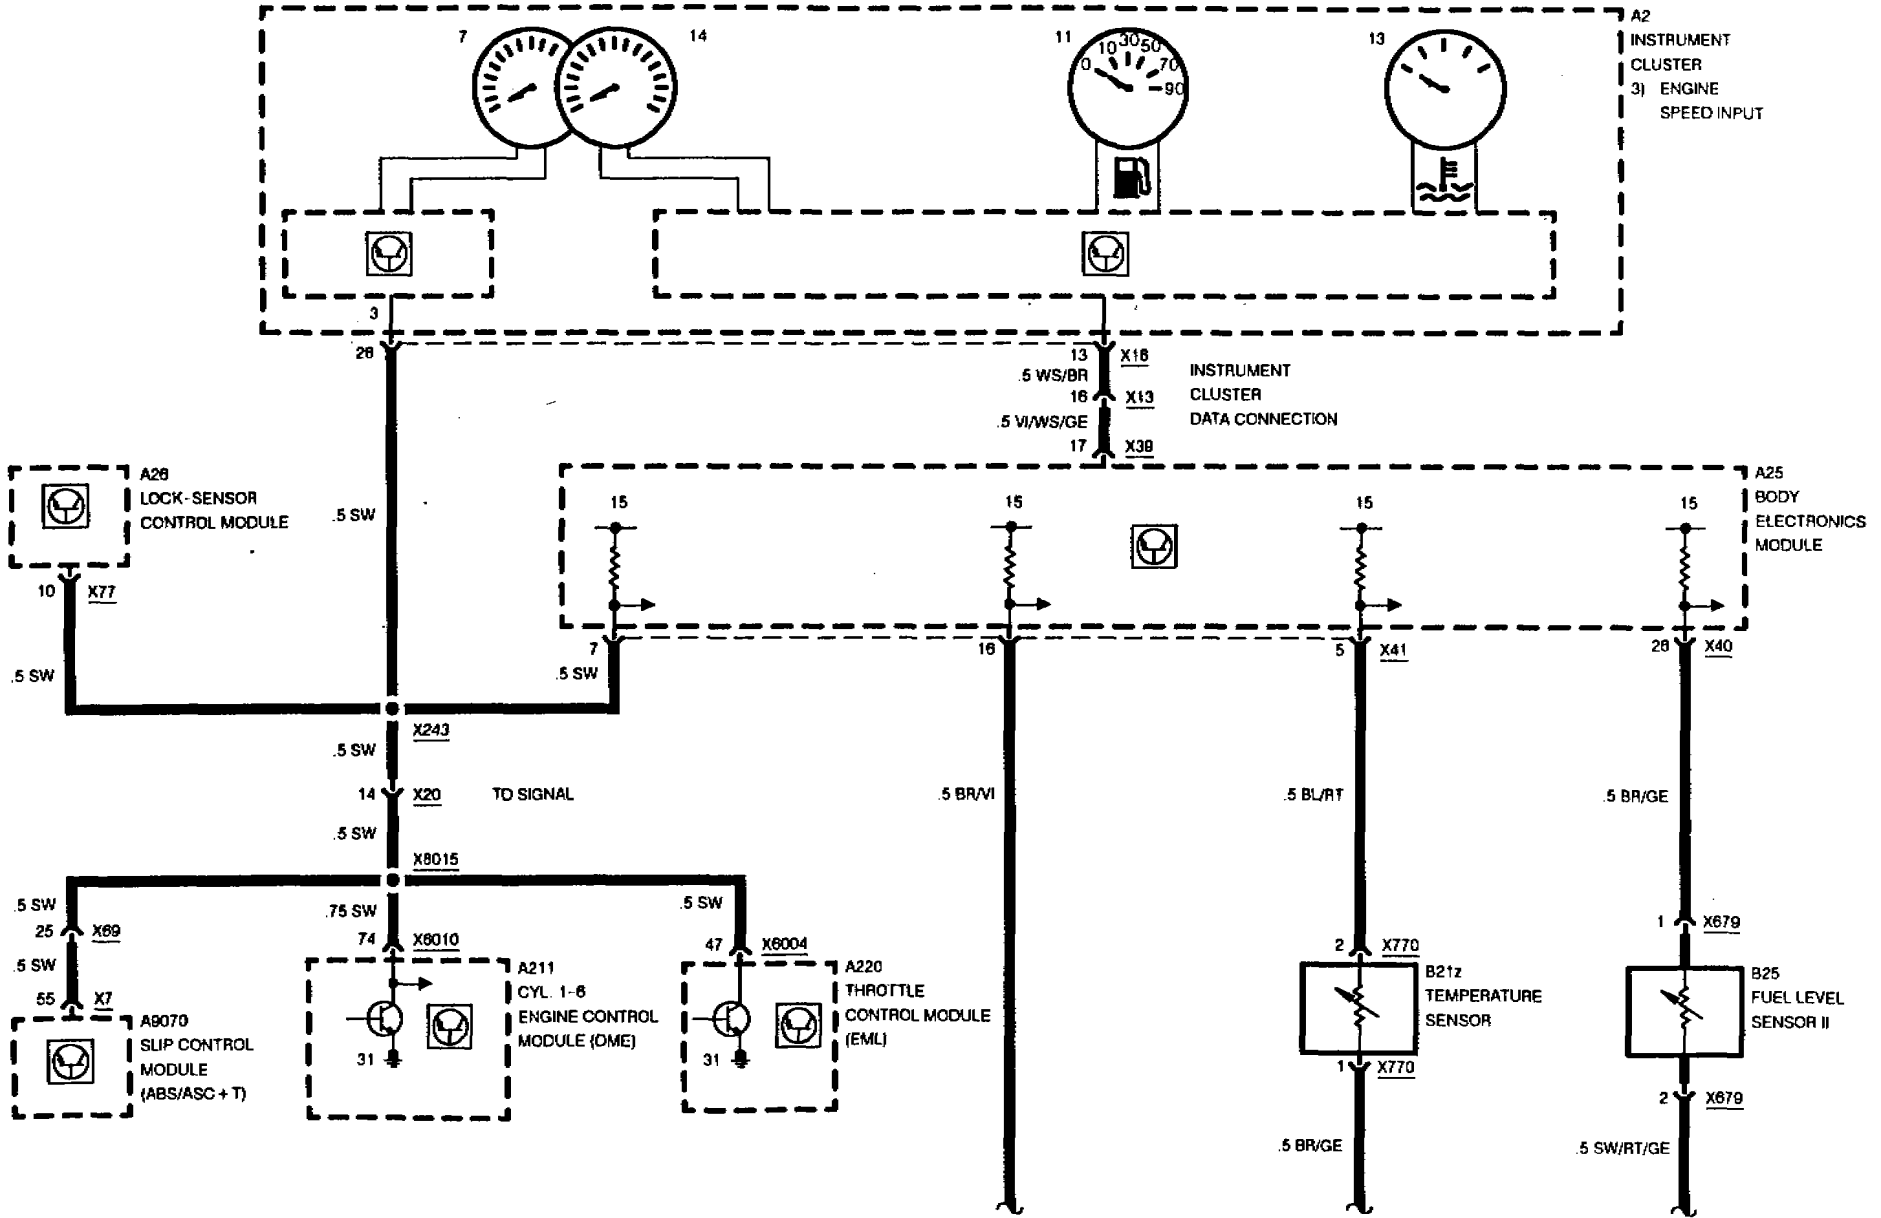 7
14
11
0
10
30
50
70
90
13
A2
INSTRUMENT
CLUSTER
3) ENGINE
SPEED INPUT
3
26
13
X16
.5 WS/BR
16
X13
.5 VI/WS/GE
17
X39
INSTRUMENT
CLUSTER
DATA CONNECTION
A26
LOCK-SENSOR
CONTROL MODULE
10
X77
.5 SW
.5 SW
15
15
15
15
A25
BODY
ELECTRONICS
MODULE
7
16
5
X41
26
X40
.5 SW
X243
.5 SW
14
X20
TD SIGNAL
.5 SW
.5 BR/VI
.5 BL/RT
.5 BR/GE
X8015
.5 SW
25
X69
.5 SW
55
X7
A9070
SLIP CONTROL
MODULE
(ABS/ASC + T)
.75 SW
74
X6010
31
A211
CYL. 1-6
ENGINE CONTROL
MODULE (DME)
.5 SW
47
X6004
31
A220
THROTTLE
CONTROL MODULE
(EML)
2
X770
B21z
TEMPERATURE
SENSOR
1
X770
.5 BR/GE
1
X679
B25
FUEL LEVEL
SENSOR II
2
X679
.5 SW/RT/GE